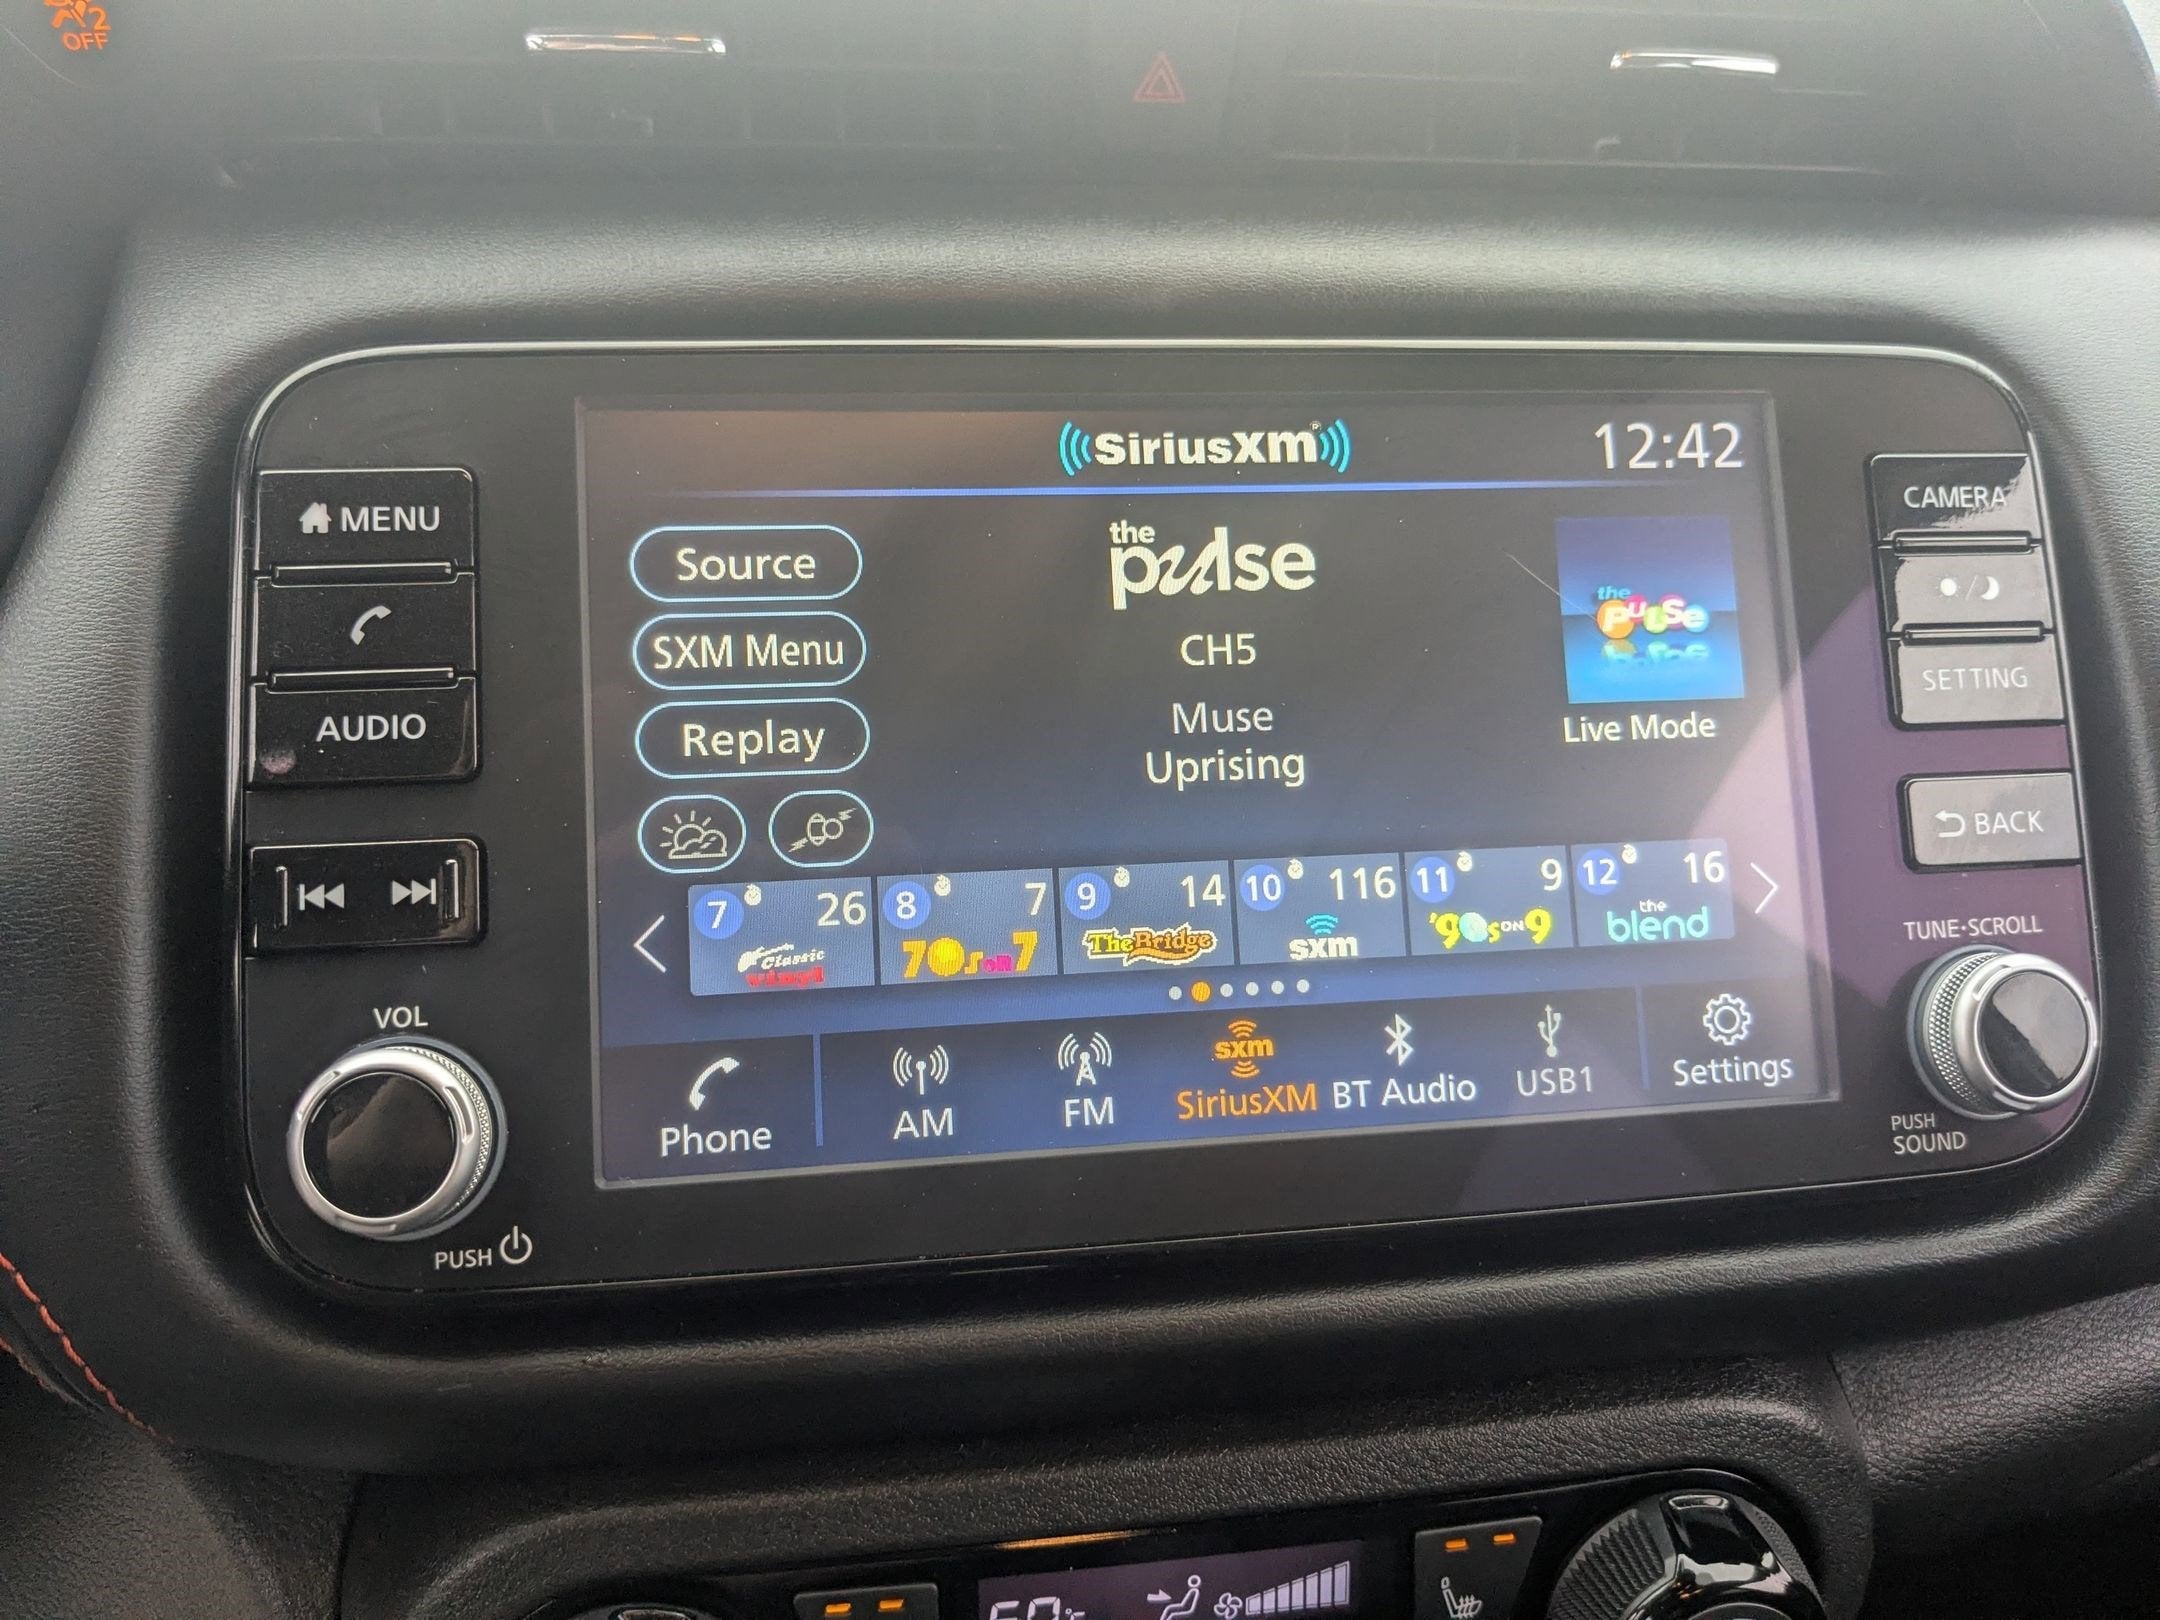 2
OFF
SiriusXM
12:42
MENU
AUDIO
VOL
PUSH
Source
SXM Menu
Replay
the
pulse
CH5
Muse
Uprising
the
pulse
Live Mode
7 26
Classic
vinyl
8 7
70s on 7
9 14
The Bridge
10 116
sxm
11 9
'90s ON 9
12 16
the
blend
Phone
AM
FM
sxm
SiriusXM
BT Audio
USB1
Settings
CAMERA
SETTING
BACK
TUNE·SCROLL
PUSH
SOUND